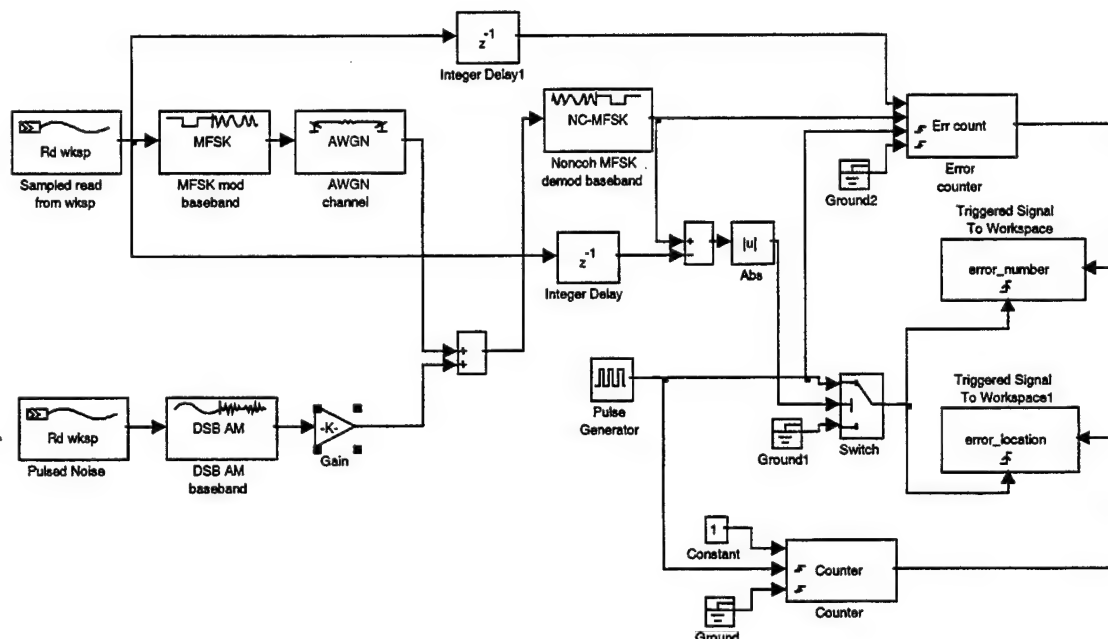 z-1
Integer Delay1
Rd wksp
Sampled read
from wksp
MFSK
MFSK mod
baseband
AWGN
AWGN
channel
NC-MFSK
Noncoh MFSK
demod baseband
Err count
Error
counter
Ground2
z-1
Integer Delay
+
−
|u|
Abs
Triggered Signal
To Workspace
error_number
+
+
Pulse
Generator
Ground1
Switch
Triggered Signal
To Workspace1
error_location
Rd wksp
Pulsed Noise
DSB AM
DSB AM
baseband
-K-
Gain
1
Constant
Counter
Counter
Ground